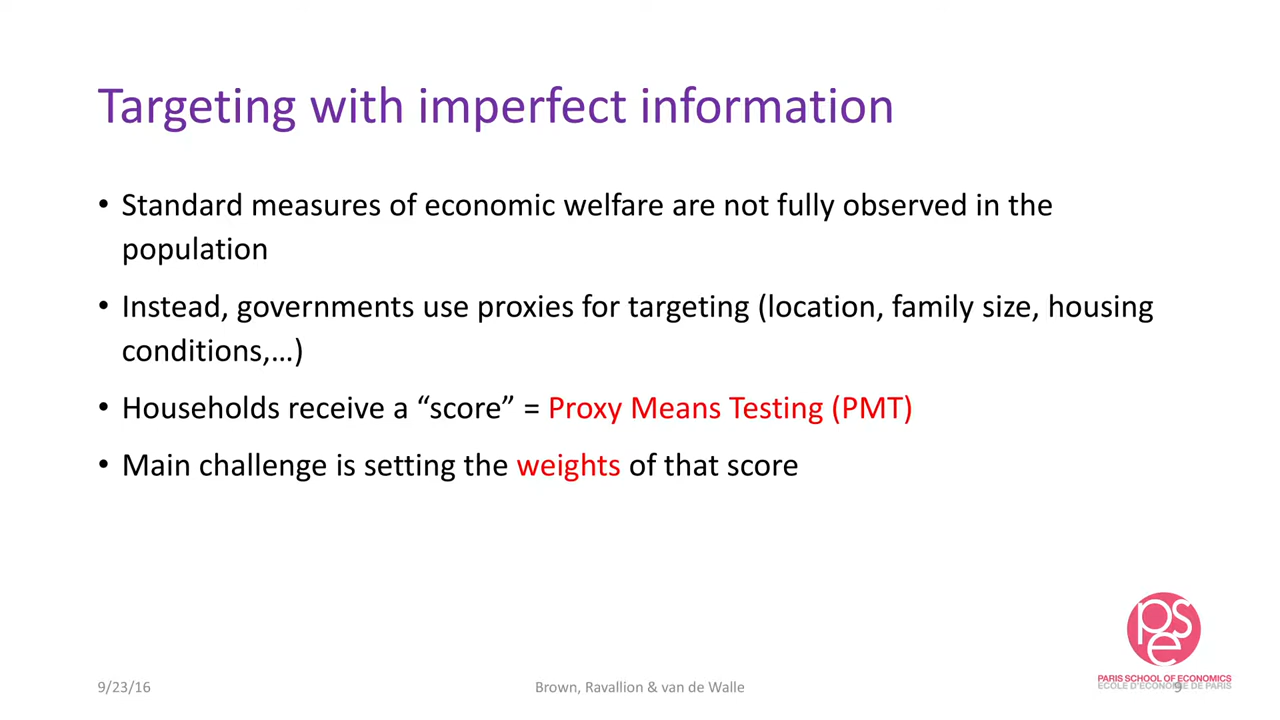 Targeting with imperfect information
• Standard measures of economic welfare are not fully observed in the
population
• Instead, governments use proxies for targeting (location, family size, housing
conditions,…)
• Households receive a “score” = Proxy Means Testing (PMT)
• Main challenge is setting the weights of that score
pse
PARIS SCHOOL OF ECONOMICS
ECOLE D'ECONOMIE DE PARIS
9/23/16
Brown, Ravallion & van de Walle
9